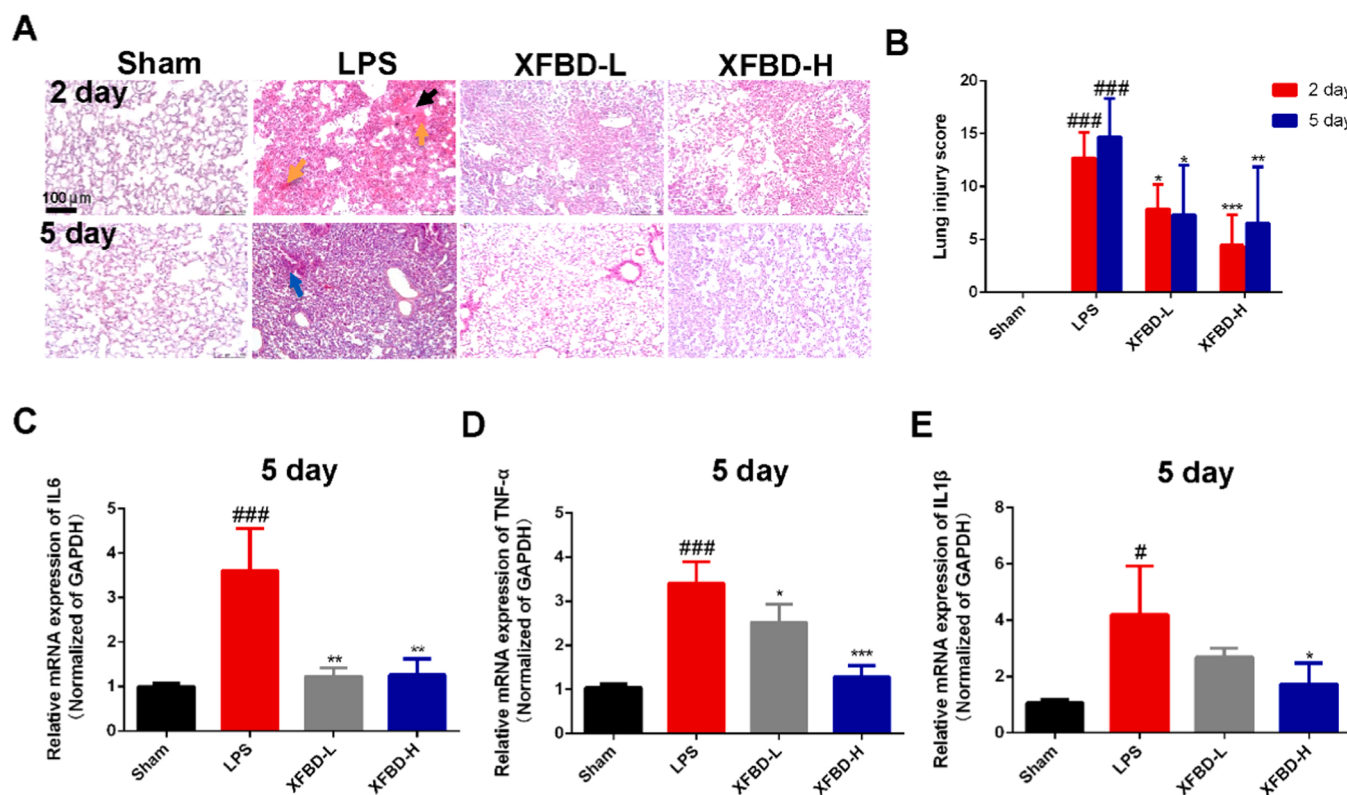 A
Sham
LPS
XFBD-L
XFBD-H
2 day
100 µm
5 day
B
Lung injury score
20
15
10
5
0
###
###
*
*
***
**
Sham
LPS
XFBD-L
XFBD-H
2 day
5 day
C
5 day
Relative mRNA expression of IL6
(Normalized of GAPDH)
5
4
3
2
1
0
###
**
**
Sham
LPS
XFBD-L
XFBD-H
D
5 day
Relative mRNA expression of TNF-α
(Normalized of GAPDH)
5
4
3
2
1
0
###
*
***
Sham
LPS
XFBD-L
XFBD-H
E
5 day
Relative mRNA expression of IL1β
(Normalized of GAPDH)
8
6
4
2
0
#
*
Sham
LPS
XFBD-L
XFBD-H